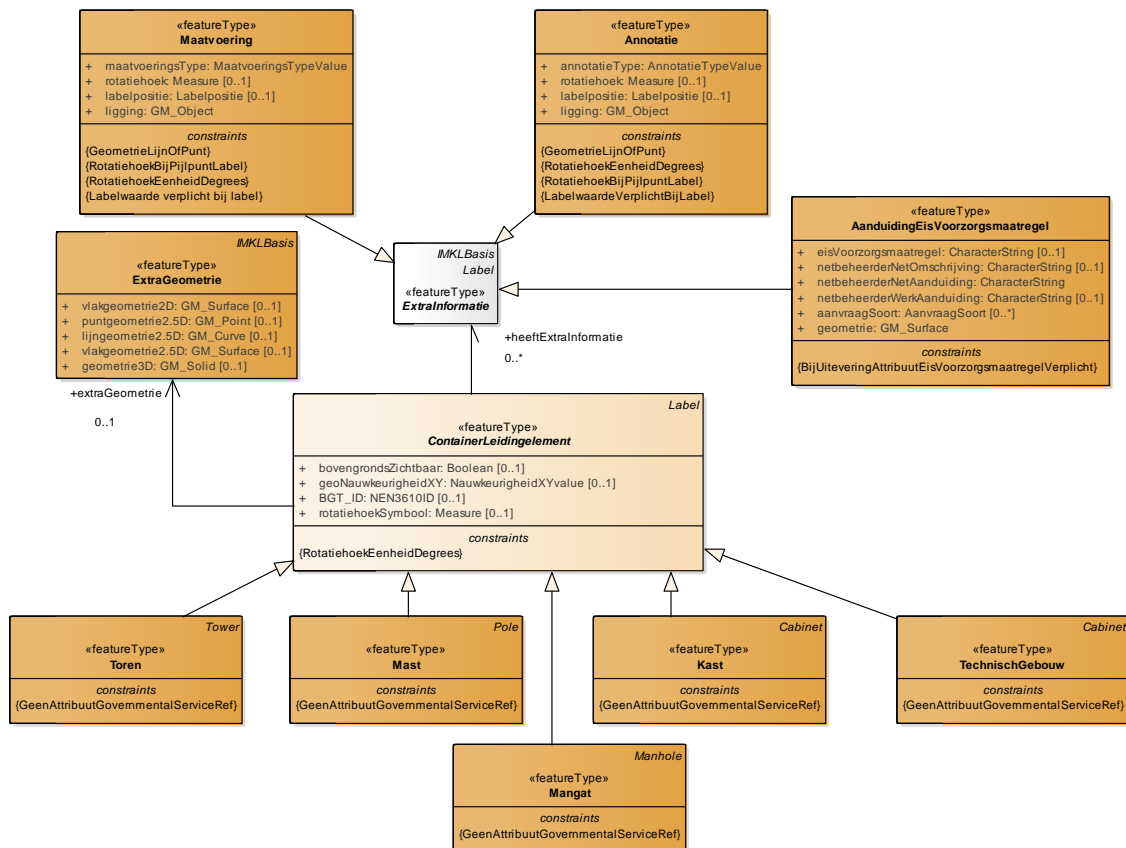 «featureType»
Maatvoering
+ maatvoeringsType: MaatvoeringsTypeValue
+ rotatiehoek: Measure [0..1]
+ labelpositie: Labelpositie [0..1]
+ ligging: GM_Object
constraints
{GeometrieLijnOfPunt}
{RotatiehoekBijPijlpuntLabel}
{RotatiehoekEenheidDegrees}
{Labelwaarde verplicht bij label}
«featureType»
Annotatie
+ annotatieType: AnnotatieTypeValue
+ rotatiehoek: Measure [0..1]
+ labelpositie: Labelpositie [0..1]
+ ligging: GM_Object
constraints
{GeometrieLijnOfPunt}
{RotatiehoekEenheidDegrees}
{RotatiehoekBijPijlpuntLabel}
{LabelwaardeVerplichtBijLabel}
«featureType»
AanduidingEisVoorzorgsmaatregel
+ eisVoorzorgsmaatregel: CharacterString [0..1]
+ netbeheerderNetOmschrijving: CharacterString [0..1]
+ netbeheerderNetAanduiding: CharacterString
+ netbeheerderWerkAanduiding: CharacterString [0..1]
+ aanvraagSoort: AanvraagSoort [0..*]
+ geometrie: GM_Surface
constraints
{BijUiteveringAttribuutEisVoorzorgsmaatregelVerplicht}
IMKLBasis
«featureType»
ExtraGeometrie
+ vlakgeometrie2D: GM_Surface [0..1]
+ puntgeometrie2.5D: GM_Point [0..1]
+ lijngeometrie2.5D: GM_Curve [0..1]
+ vlakgeometrie2.5D: GM_Surface [0..1]
+ geometrie3D: GM_Solid [0..1]
IMKLBasis
Label
«featureType»
ExtraInformatie
+heeftExtraInformatie
0..*
+extraGeometrie
0..1
Label
«featureType»
ContainerLeidingelement
+ bovengrondsZichtbaar: Boolean [0..1]
+ geoNauwkeurigheidXY: NauwkeurigheidXYvalue [0..1]
+ BGT_ID: NEN3610ID [0..1]
+ rotatiehoekSymbool: Measure [0..1]
constraints
{RotatiehoekEenheidDegrees}
Tower
«featureType»
Toren
constraints
{GeenAttribuutGovernmentalServiceRef}
Pole
«featureType»
Mast
constraints
{GeenAttribuutGovernmentalServiceRef}
Cabinet
«featureType»
Kast
constraints
{GeenAttribuutGovernmentalServiceRef}
Cabinet
«featureType»
TechnischGebouw
constraints
{GeenAttribuutGovernmentalServiceRef}
Manhole
«featureType»
Mangat
constraints
{GeenAttribuutGovernmentalServiceRef}